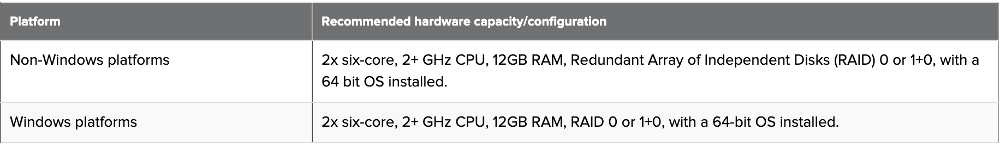 Platform
Recommended hardware capacity/configuration
Non-Windows platforms
2x six-core, 2+ GHz CPU, 12GB RAM, Redundant Array of Independent Disks (RAID) 0 or 1+0, with a
64 bit OS installed.
Windows platforms
2x six-core, 2+ GHz CPU, 12GB RAM, RAID 0 or 1+0, with a 64-bit OS installed.